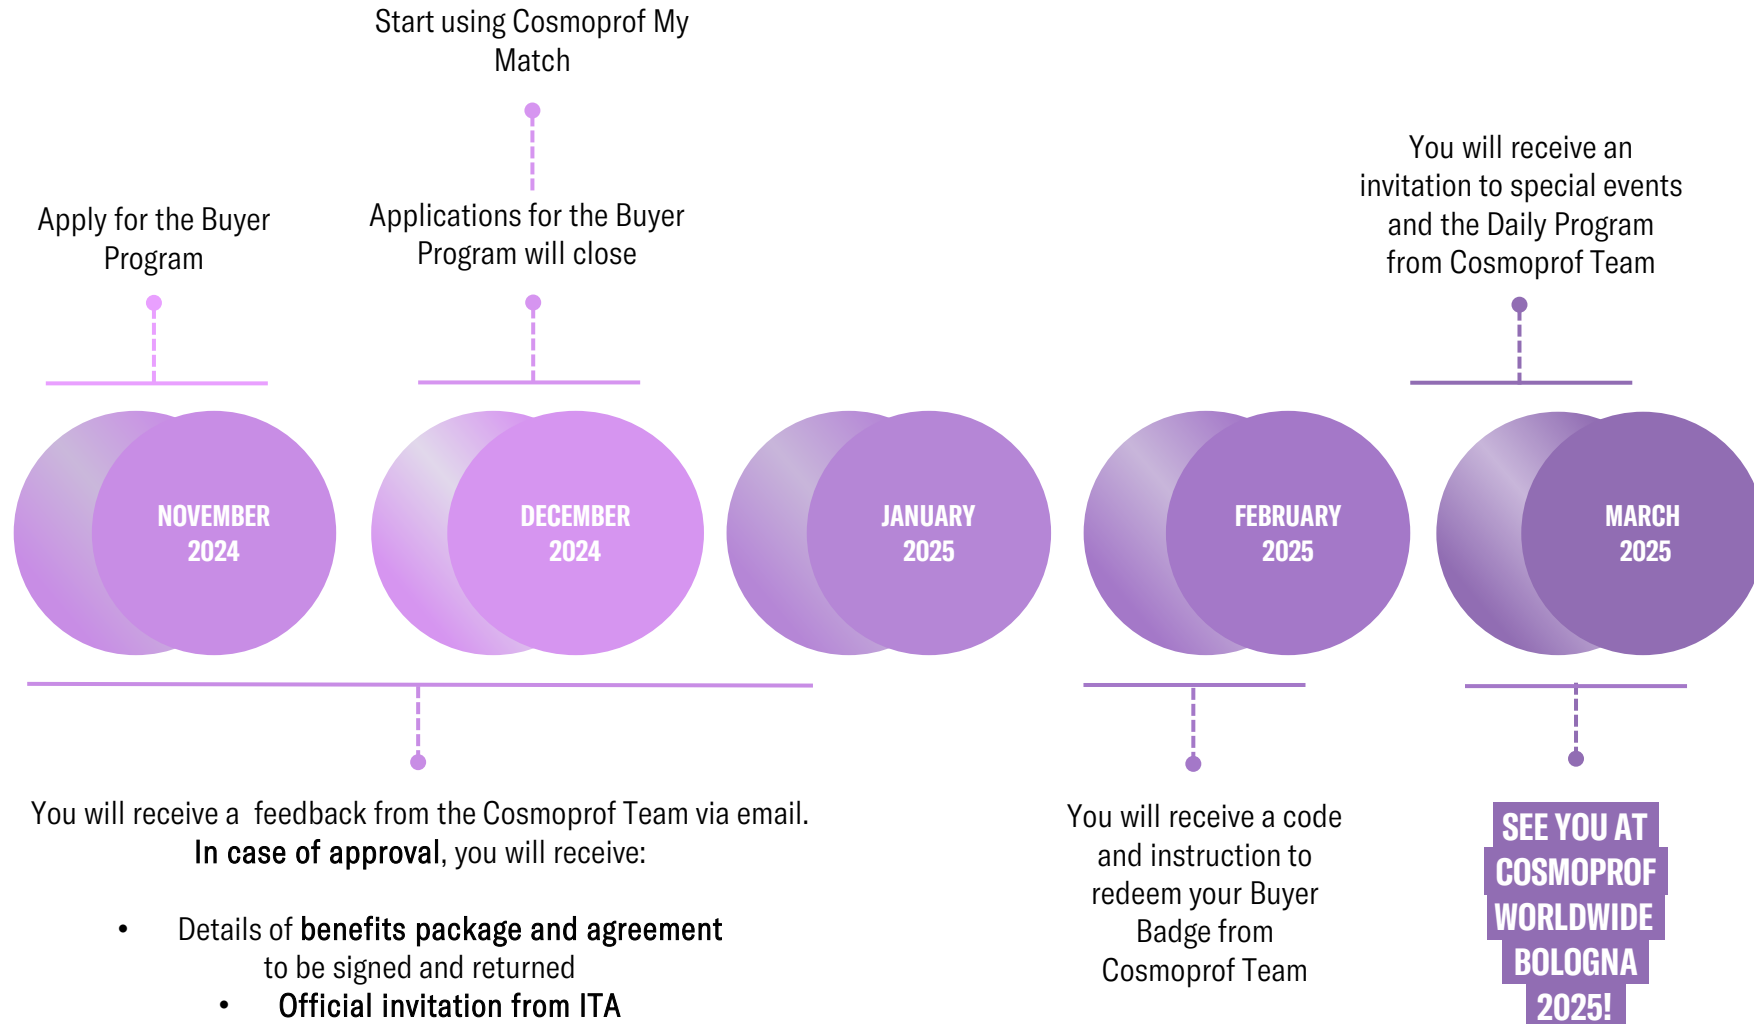 Start using Cosmoprof My
Match
Apply for the Buyer
Program
Applications for the Buyer
Program will close
You will receive an
invitation to special events
and the Daily Program
from Cosmoprof Team
NOVEMBER
2024
DECEMBER
2024
JANUARY
2025
FEBRUARY
2025
MARCH
2025
You will receive a  feedback from the Cosmoprof Team via email.
In case of approval, you will receive:
• Details of benefits package and agreement
to be signed and returned
• Official invitation from ITA
You will receive a code
and instruction to
redeem your Buyer
Badge from
Cosmoprof Team
SEE YOU AT
COSMOPROF
WORLDWIDE
BOLOGNA
2025!